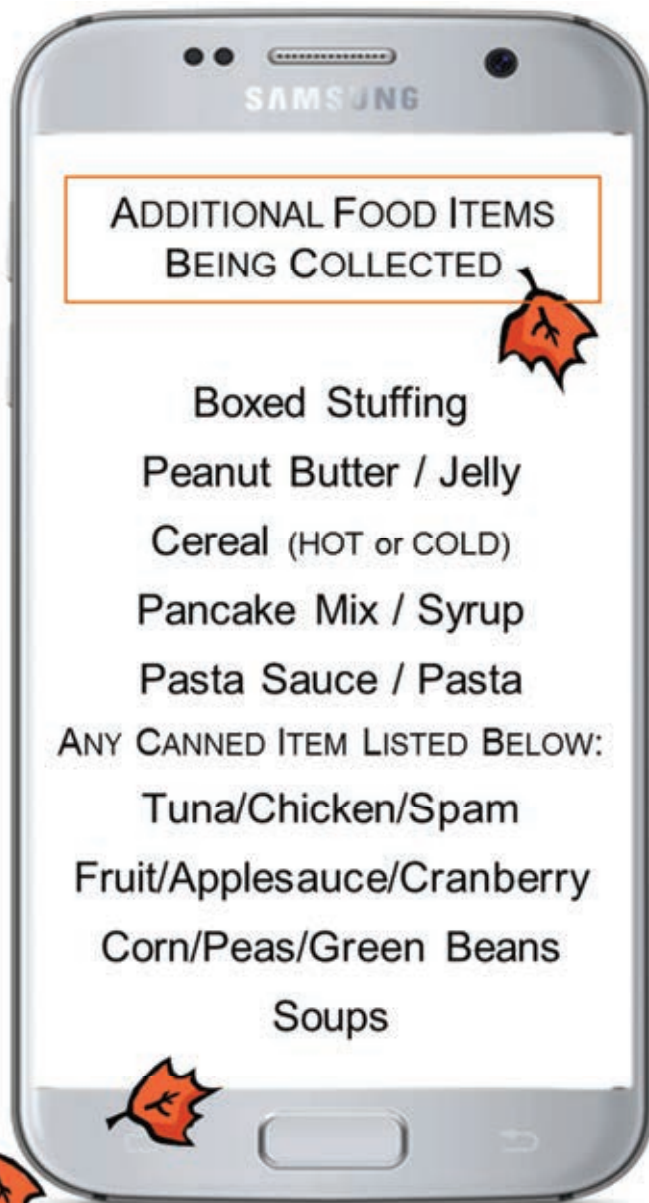 SAMSUNG
ADDITIONAL FOOD ITEMS
BEING COLLECTED
Boxed Stuffing
Peanut Butter / Jelly
Cereal (HOT or COLD)
Pancake Mix / Syrup
Pasta Sauce / Pasta
ANY CANNED ITEM LISTED BELOW:
Tuna/Chicken/Spam
Fruit/Applesauce/Cranberry
Corn/Peas/Green Beans
Soups